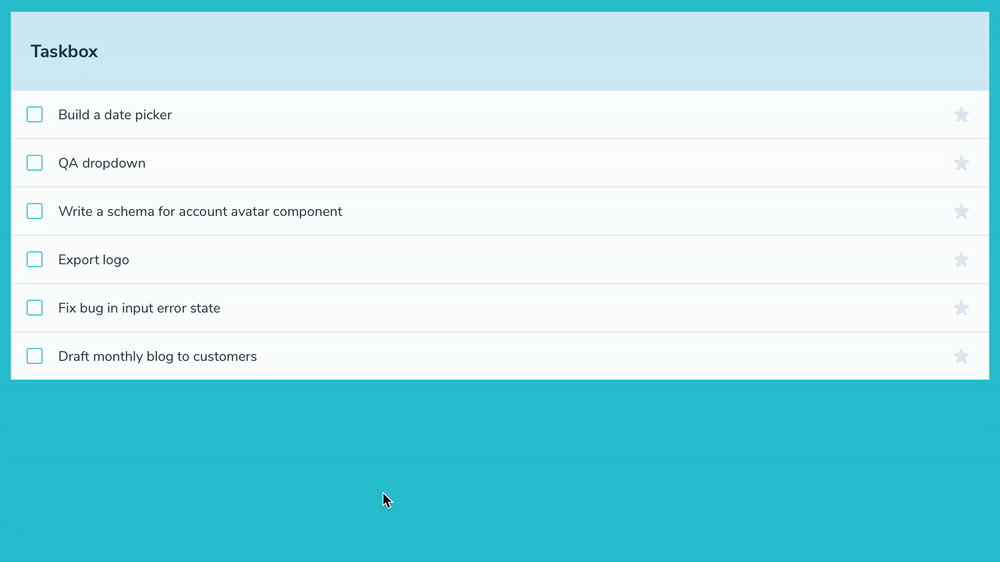 Taskbox
Build a date picker
QA dropdown
Write a schema for account avatar component
Export logo
Fix bug in input error state
Draft monthly blog to customers